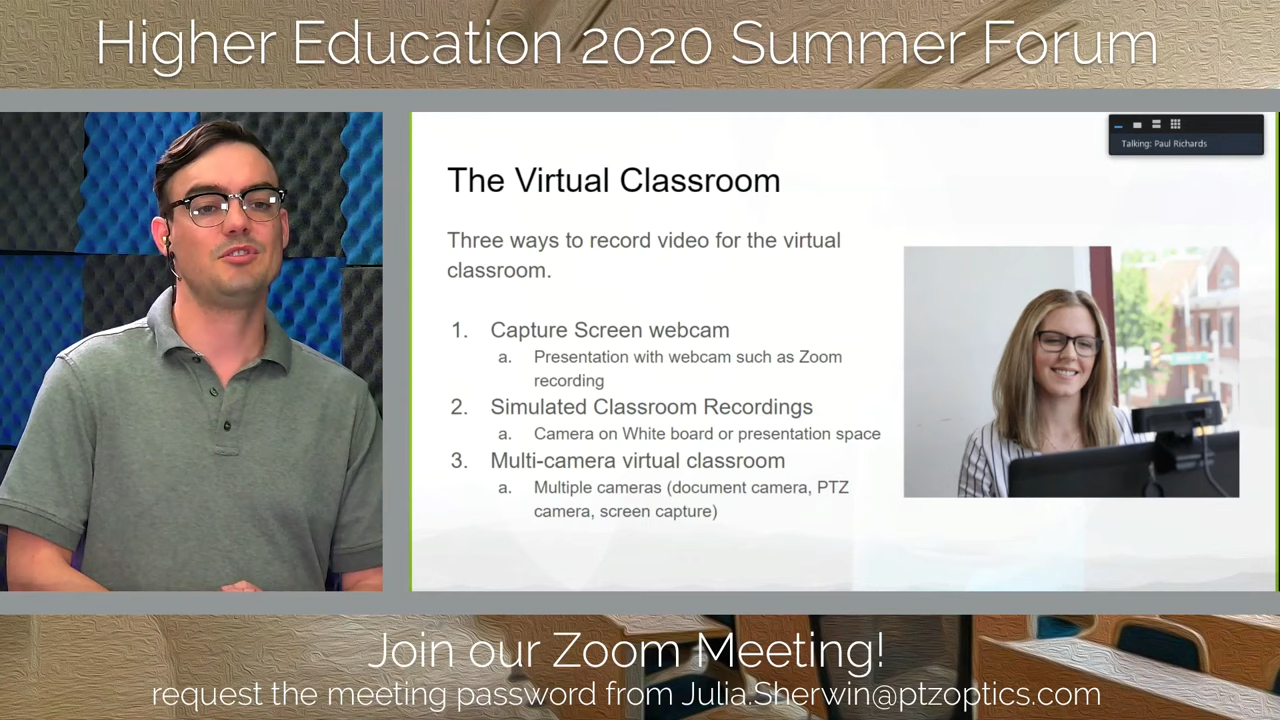 Higher Education 2020 Summer Forum
Talking: Paul Richards
The Virtual Classroom
Three ways to record video for the virtual
classroom.
1. Capture Screen webcam
a. Presentation with webcam such as Zoom
recording
2. Simulated Classroom Recordings
a. Camera on White board or presentation space
3. Multi-camera virtual classroom
a. Multiple cameras (document camera, PTZ
camera, screen capture)
Join our Zoom Meeting!
request the meeting password from Julia.Sherwin@ptzoptics.com